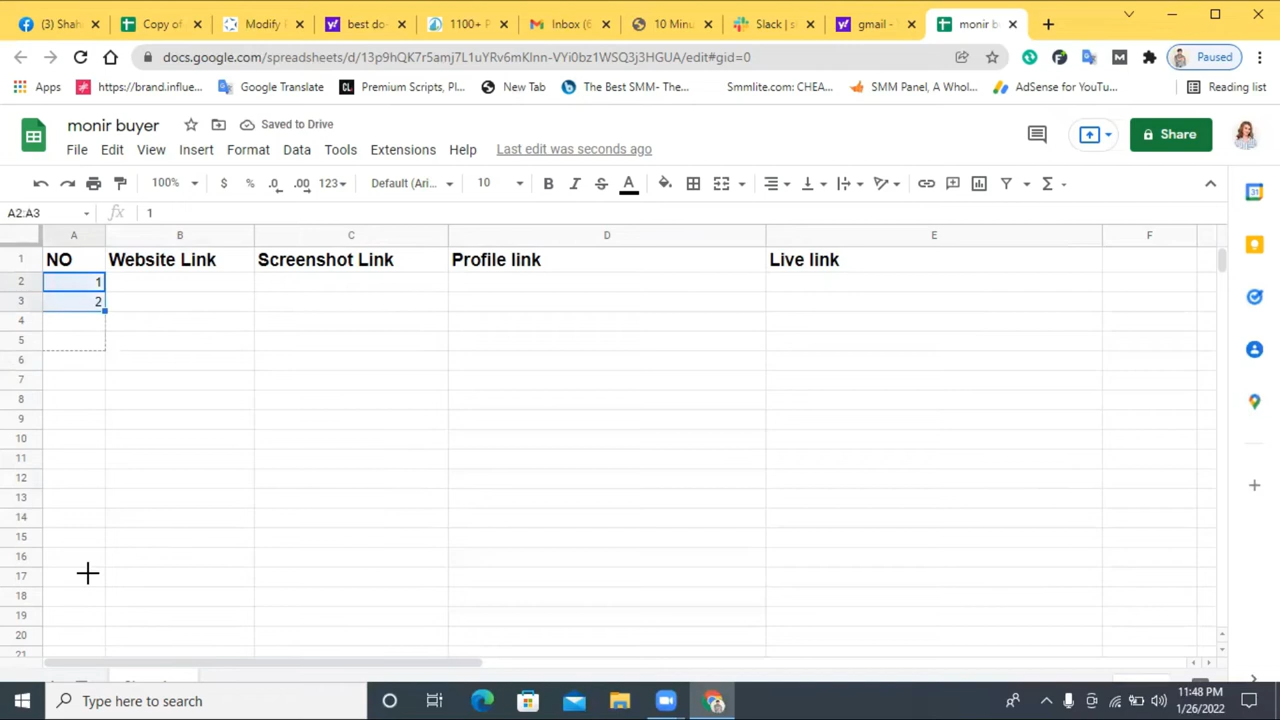 (3) Shah
Copy of
Modify
best do
1100+ P
Inbox (6
10 Minu
Slack | s
gmail -
monir b
docs.google.com/spreadsheets/d/13p9hQK7r5amj7L1uYRp6mKInn-VYi0bz1WSQ3j3HGUA/edit#gid=0
Paused
Apps
https://brand.influe...
Google Translate
Premium Scripts, Pl...
New Tab
The Best SMM- The...
Smmlite.com: CHEA...
SMM Panel, A Whol...
AdSense for YouTu...
Reading list
monir buyer
Saved to Drive
Share
File Edit View Insert Format Data Tools Extensions Help Last edit was seconds ago
100% $ % .0 .00 123 Default (Ari... 10 B I S A
A2:A3 fx 1
A B C D E F
1 NO Website Link Screenshot Link Profile link Live link
2 1
3 2
4
5
6
7
8
9
10
11
12
13
14
15
16
17
18
19
20
21
Type here to search
11:48 PM
1/26/2022